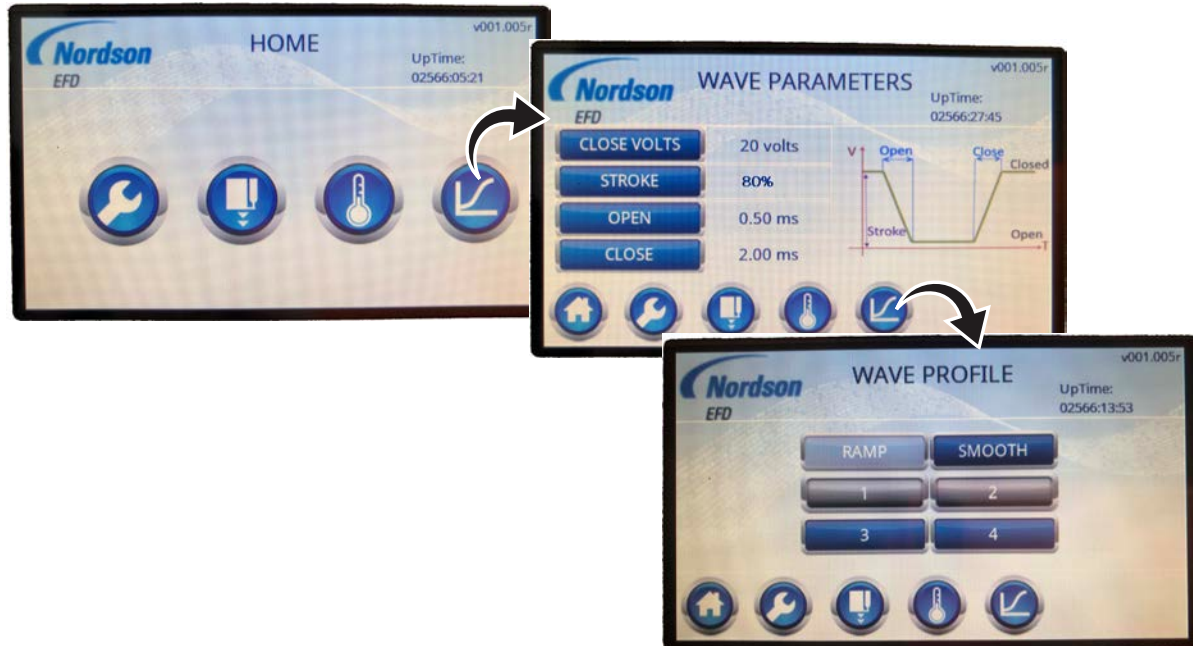 Nordson
EFD
HOME
v001.005r
UpTime:
02566:05:21
Nordson
EFD
WAVE PARAMETERS
v001.005r
UpTime:
02566:27:45
CLOSE VOLTS 20 volts
STROKE 80%
OPEN 0.50 ms
CLOSE 2.00 ms
V Open Close Closed
Stroke Open
T
Nordson
EFD
WAVE PROFILE
v001.005r
UpTime:
02566:13:53
RAMP SMOOTH
1 2
3 4